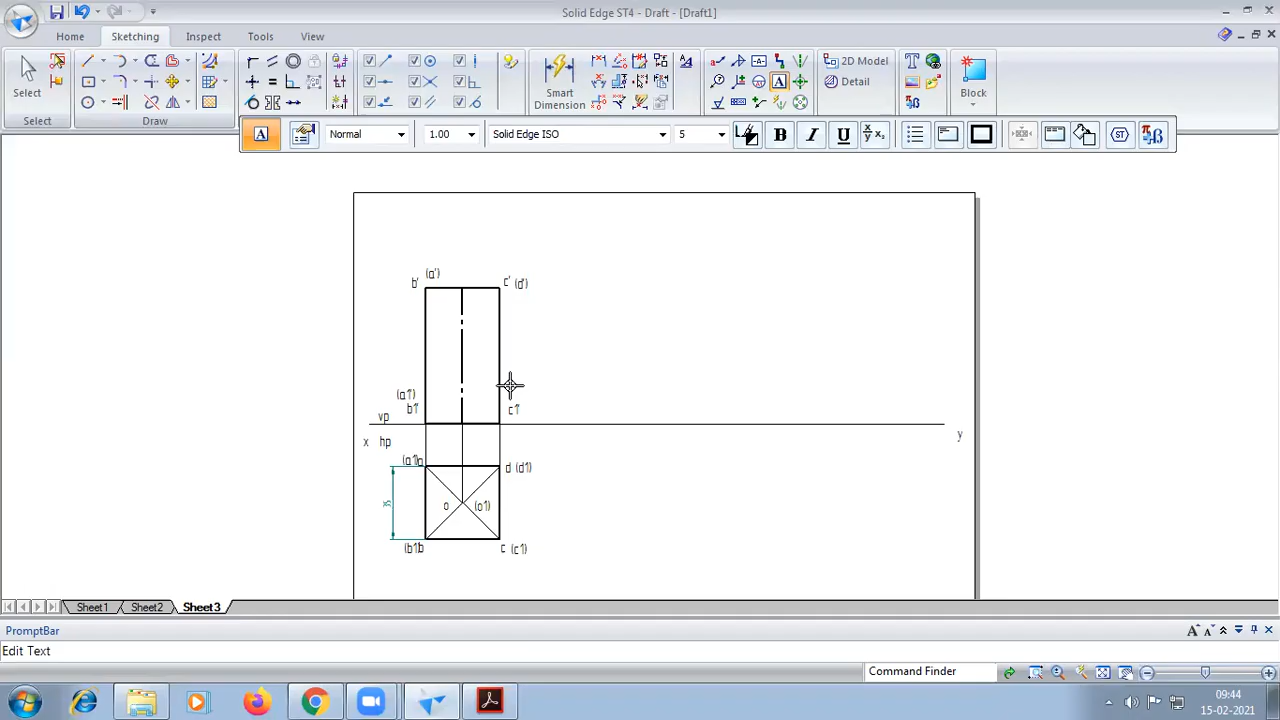 Solid Edge ST4 - Draft - [Draft1]
Home Sketching Inspect Tools View
Select
Smart
Dimension
2D Model
Detail
Block
Select Draw
Normal 1.00 Solid Edge ISO 5 B I U
(a')
b' c' (d')
(a1')
b1' c1'
vp
x hp y
(a1)a d (d1)
35 o (o1)
(b1)b c (c1)
Sheet1 Sheet2 Sheet3
PromptBar
Edit Text
Command Finder
09:44
15-02-2021